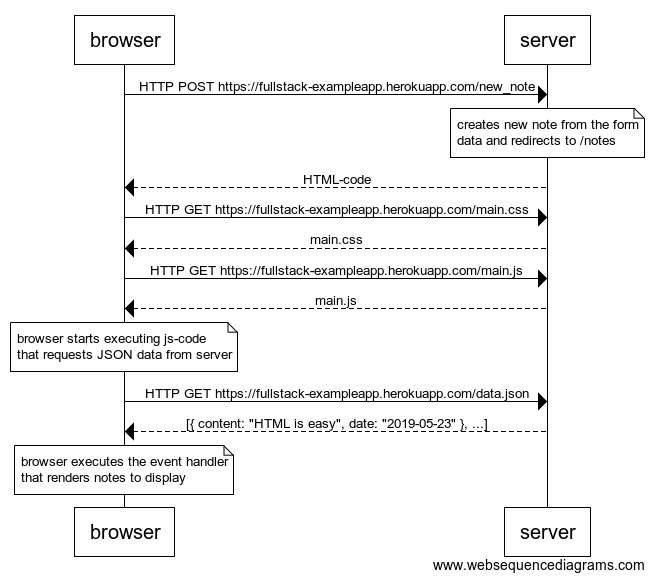 browser
server
HTTP POST https://fullstack-exampleapp.herokuapp.com/new_note
creates new note from the form
data and redirects to /notes
HTML-code
HTTP GET https://fullstack-exampleapp.herokuapp.com/main.css
main.css
HTTP GET https://fullstack-exampleapp.herokuapp.com/main.js
main.js
browser starts executing js-code
that requests JSON data from server
HTTP GET https://fullstack-exampleapp.herokuapp.com/data.json
[{ content: "HTML is easy", date: "2019-05-23" }, ...]
browser executes the event handler
that renders notes to display
browser
server
www.websequencediagrams.com